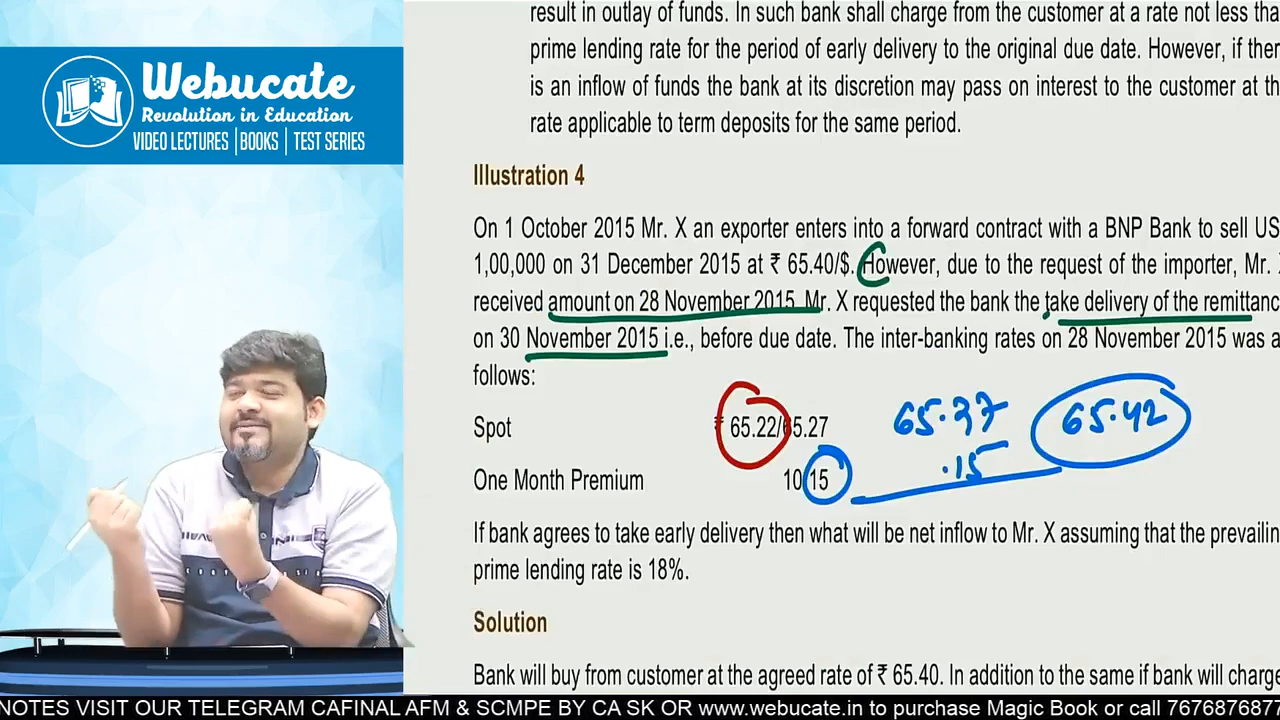 result in outlay of funds. In such bank shall charge from the customer at a rate not less tha
prime lending rate for the period of early delivery to the original due date. However, if ther
is an inflow of funds the bank at its discretion may pass on interest to the customer at th
rate applicable to term deposits for the same period.
Webucate
Revolution in Education
VIDEO LECTURES | BOOKS | TEST SERIES
Illustration 4
On 1 October 2015 Mr. X an exporter enters into a forward contract with a BNP Bank to sell US
1,00,000 on 31 December 2015 at ₹ 65.40/$. However, due to the request of the importer, Mr. X
received amount on 28 November 2015. Mr. X requested the bank the take delivery of the remittanc
on 30 November 2015 i.e., before due date. The inter-banking rates on 28 November 2015 was a
follows:
Spot ₹ 65.22/65.27 65.27 65.42
.15
One Month Premium 10/15
If bank agrees to take early delivery then what will be net inflow to Mr. X assuming that the prevailin
prime lending rate is 18%.
Solution
Bank will buy from customer at the agreed rate of ₹ 65.40. In addition to the same if bank will charge
NOTES VISIT OUR TELEGRAM CAFINAL AFM & SCMPE BY CA SK OR www.webucate.in to purchase Magic Book or call 7676876877